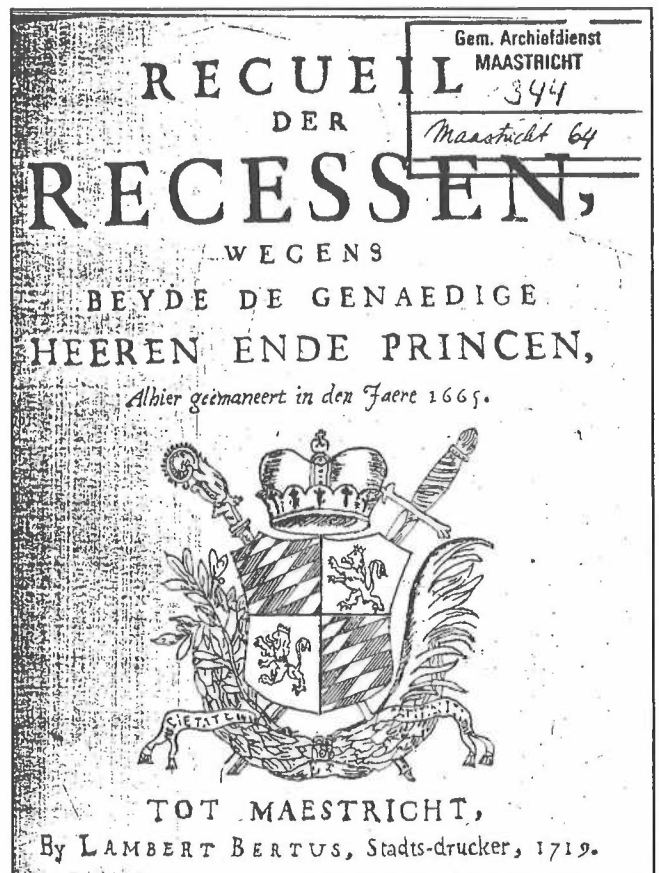 RECUEIL
DER
RECESSEN,
WEGENS
BEYDE DE GENAEDIGE
HEEREN ENDE PRINCEN,
Alhier geëmaneert in den Jaere 1665.
Gem. Archiefdienst
MAASTRICHT
344
Maastricht 64
TOT MAESTRICHT,
By LAMBERT BERTUS, Stadts-drucker, 1719.